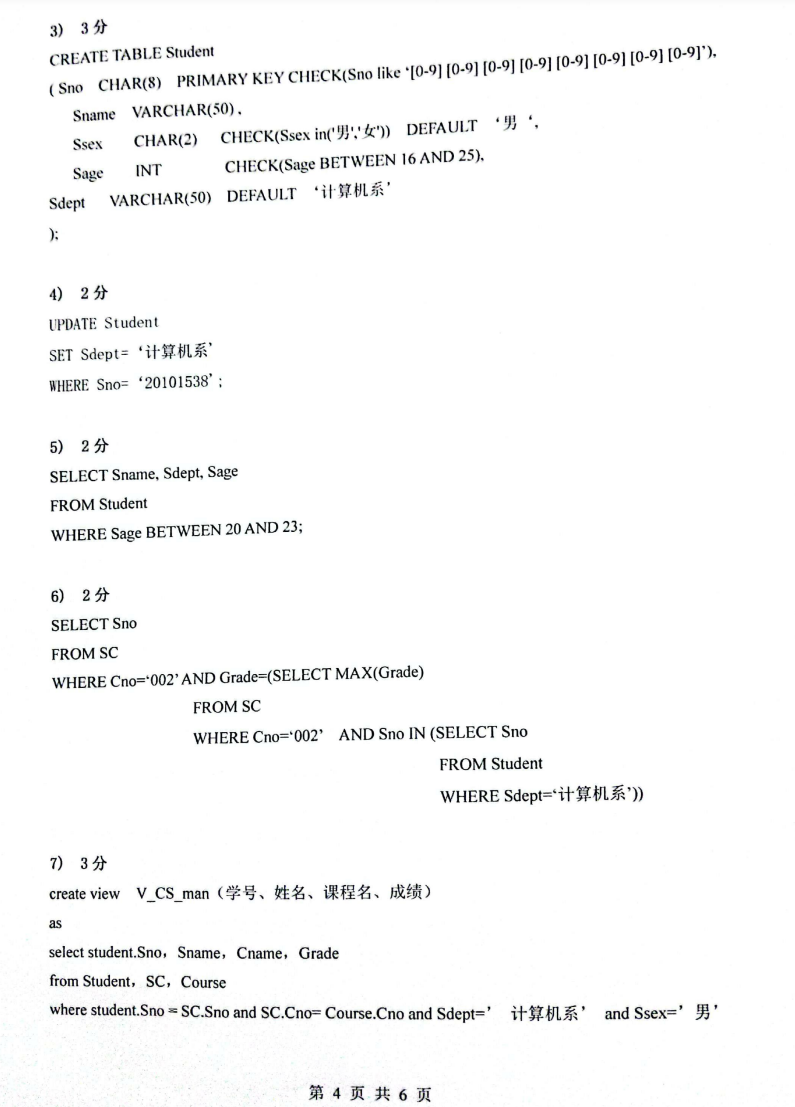 3) 3分
CREATE TABLE Student
( Sno CHAR(8) PRIMARY KEY CHECK(Sno like ‘[0-9] [0-9] [0-9] [0-9] [0-9] [0-9] [0-9] [0-9]’),
Sname VARCHAR(50),
Ssex CHAR(2) CHECK(Ssex in('男','女')) DEFAULT ‘男 ‘,
Sage INT CHECK(Sage BETWEEN 16 AND 25),
Sdept VARCHAR(50) DEFAULT ‘计算机系’
);
4) 2分
UPDATE Student
SET Sdept= ‘计算机系’
WHERE Sno= ‘20101538’;
5) 2分
SELECT Sname, Sdept, Sage
FROM Student
WHERE Sage BETWEEN 20 AND 23;
6) 2分
SELECT Sno
FROM SC
WHERE Cno=‘002’ AND Grade=(SELECT MAX(Grade)
FROM SC
WHERE Cno=‘002’ AND Sno IN (SELECT Sno
FROM Student
WHERE Sdept=‘计算机系’))
7) 3分
create view V_CS_man（学号、姓名、课程名、成绩）
as
select student.Sno，Sname，Cname，Grade
from Student，SC，Course
where student.Sno = SC.Sno and SC.Cno= Course.Cno and Sdept=’ 计算机系’ and Ssex=’男’
第 4 页 共 6 页